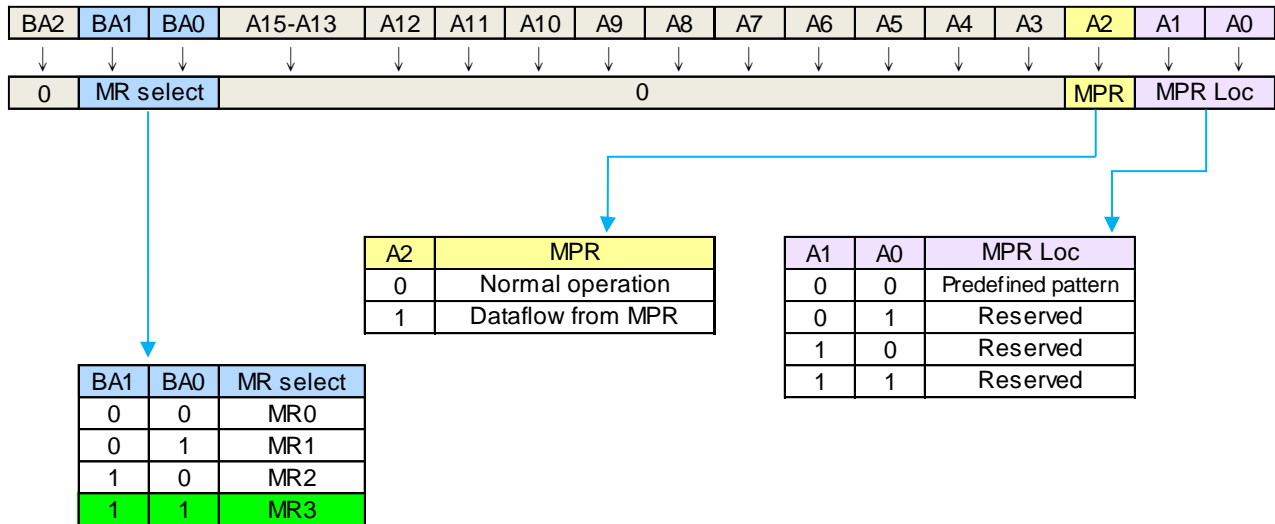 BA2 BA1 BA0 A15-A13 A12 A11 A10 A9 A8 A7 A6 A5 A4 A3 A2 A1 A0
0 MR select 0 MPR MPR Loc
A2 MPR
0 Normal operation
1 Dataflow from MPR
A1 A0 MPR Loc
0 0 Predefined pattern
0 1 Reserved
1 0 Reserved
1 1 Reserved
BA1 BA0 MR select
0 0 MR0
0 1 MR1
1 0 MR2
1 1 MR3